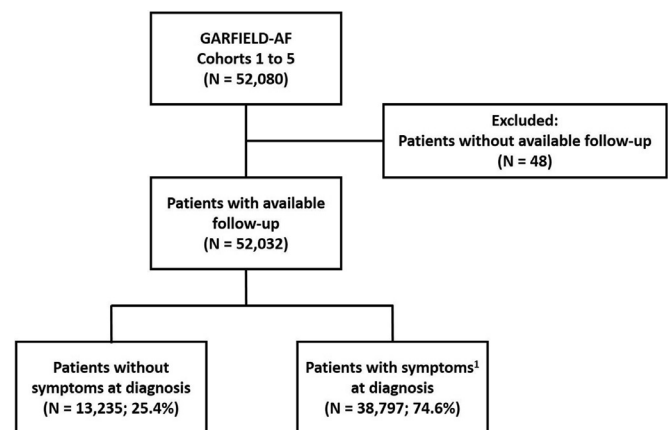 GARFIELD-AF
Cohorts 1 to 5
(N = 52,080)
Excluded:
Patients without available follow-up
(N = 48)
Patients with available
follow-up
(N = 52,032)
Patients without
symptoms at diagnosis
(N = 13,235; 25.4%)
Patients with symptoms¹
at diagnosis
(N = 38,797; 74.6%)